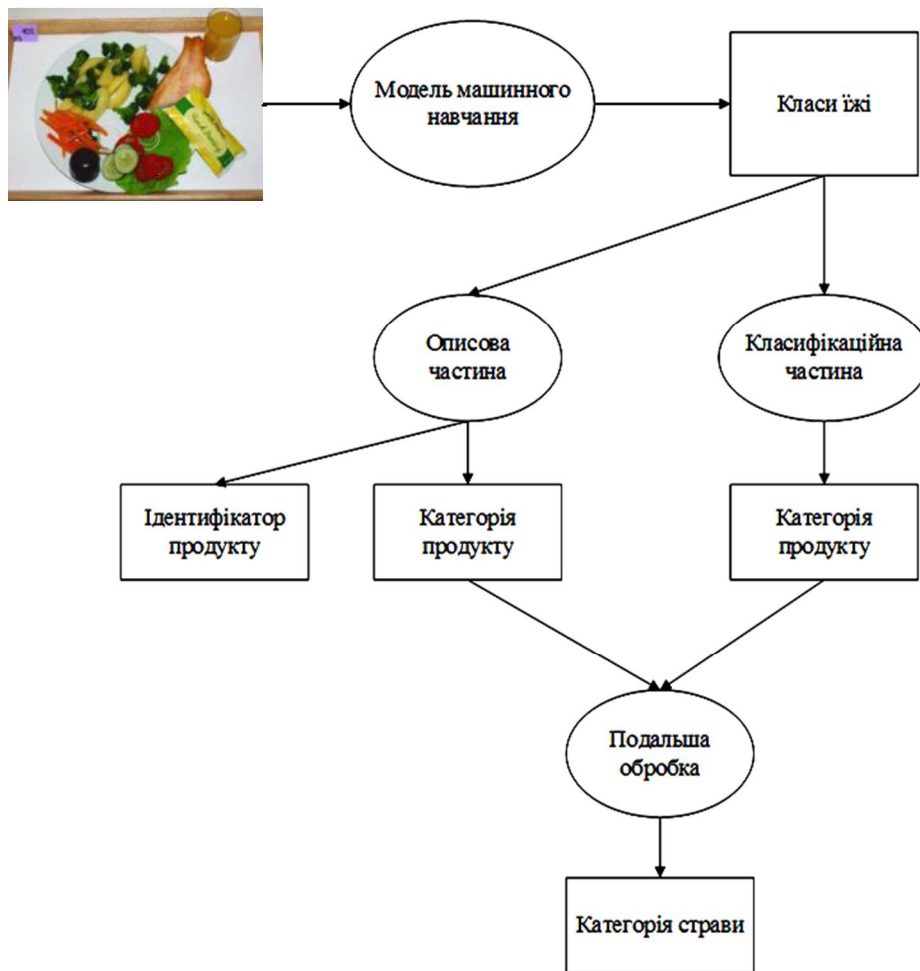 Модель машинного
навчання
Класи їжі
Описова
частина
Класифікаційна
частина
Ідентифікатор
продукту
Категорія
продукту
Категорія
продукту
Подальша
обробка
Категорія страви